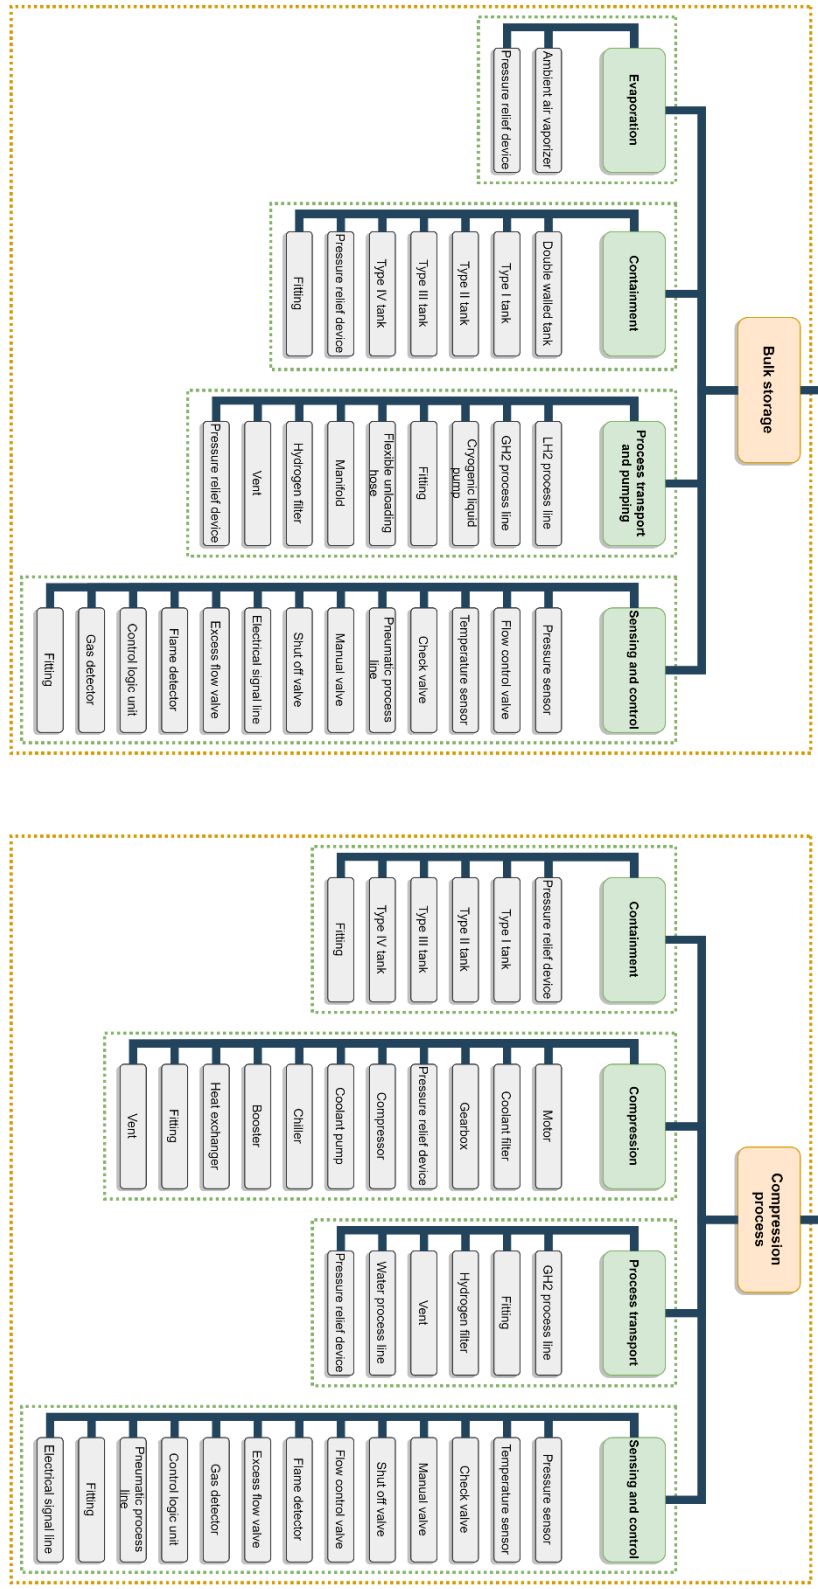 Bulk storage
Evaporation
Ambient air vaporizer
Pressure relief device
Containment
Double walled tank
Type I tank
Type II tank
Type III tank
Type IV tank
Pressure relief device
Fitting
Process transport
and pumping
LH2 process line
GH2 process line
Cryogenic liquid
pump
Fitting
Flexible unloading
hose
Manifold
Hydrogen filter
Vent
Pressure relief device
Sensing and control
Pressure sensor
Flow control valve
Temperature sensor
Check valve
Pneumatic process
line
Manual valve
Shut off valve
Electrical signal line
Excess flow valve
Flame detector
Control logic unit
Gas detector
Fitting
Compression
process
Containment
Pressure relief device
Type I tank
Type II tank
Type III tank
Type IV tank
Fitting
Compression
Motor
Coolant filter
Gearbox
Pressure relief device
Compressor
Coolant pump
Chiller
Booster
Heat exchanger
Fitting
Vent
Process transport
GH2 process line
Fitting
Hydrogen filter
Vent
Water process line
Pressure relief device
Sensing and control
Pressure sensor
Temperature sensor
Check valve
Manual valve
Shut off valve
Flow control valve
Flame detector
Excess flow valve
Gas detector
Control logic unit
Pneumatic process
line
Fitting
Electrical signal line